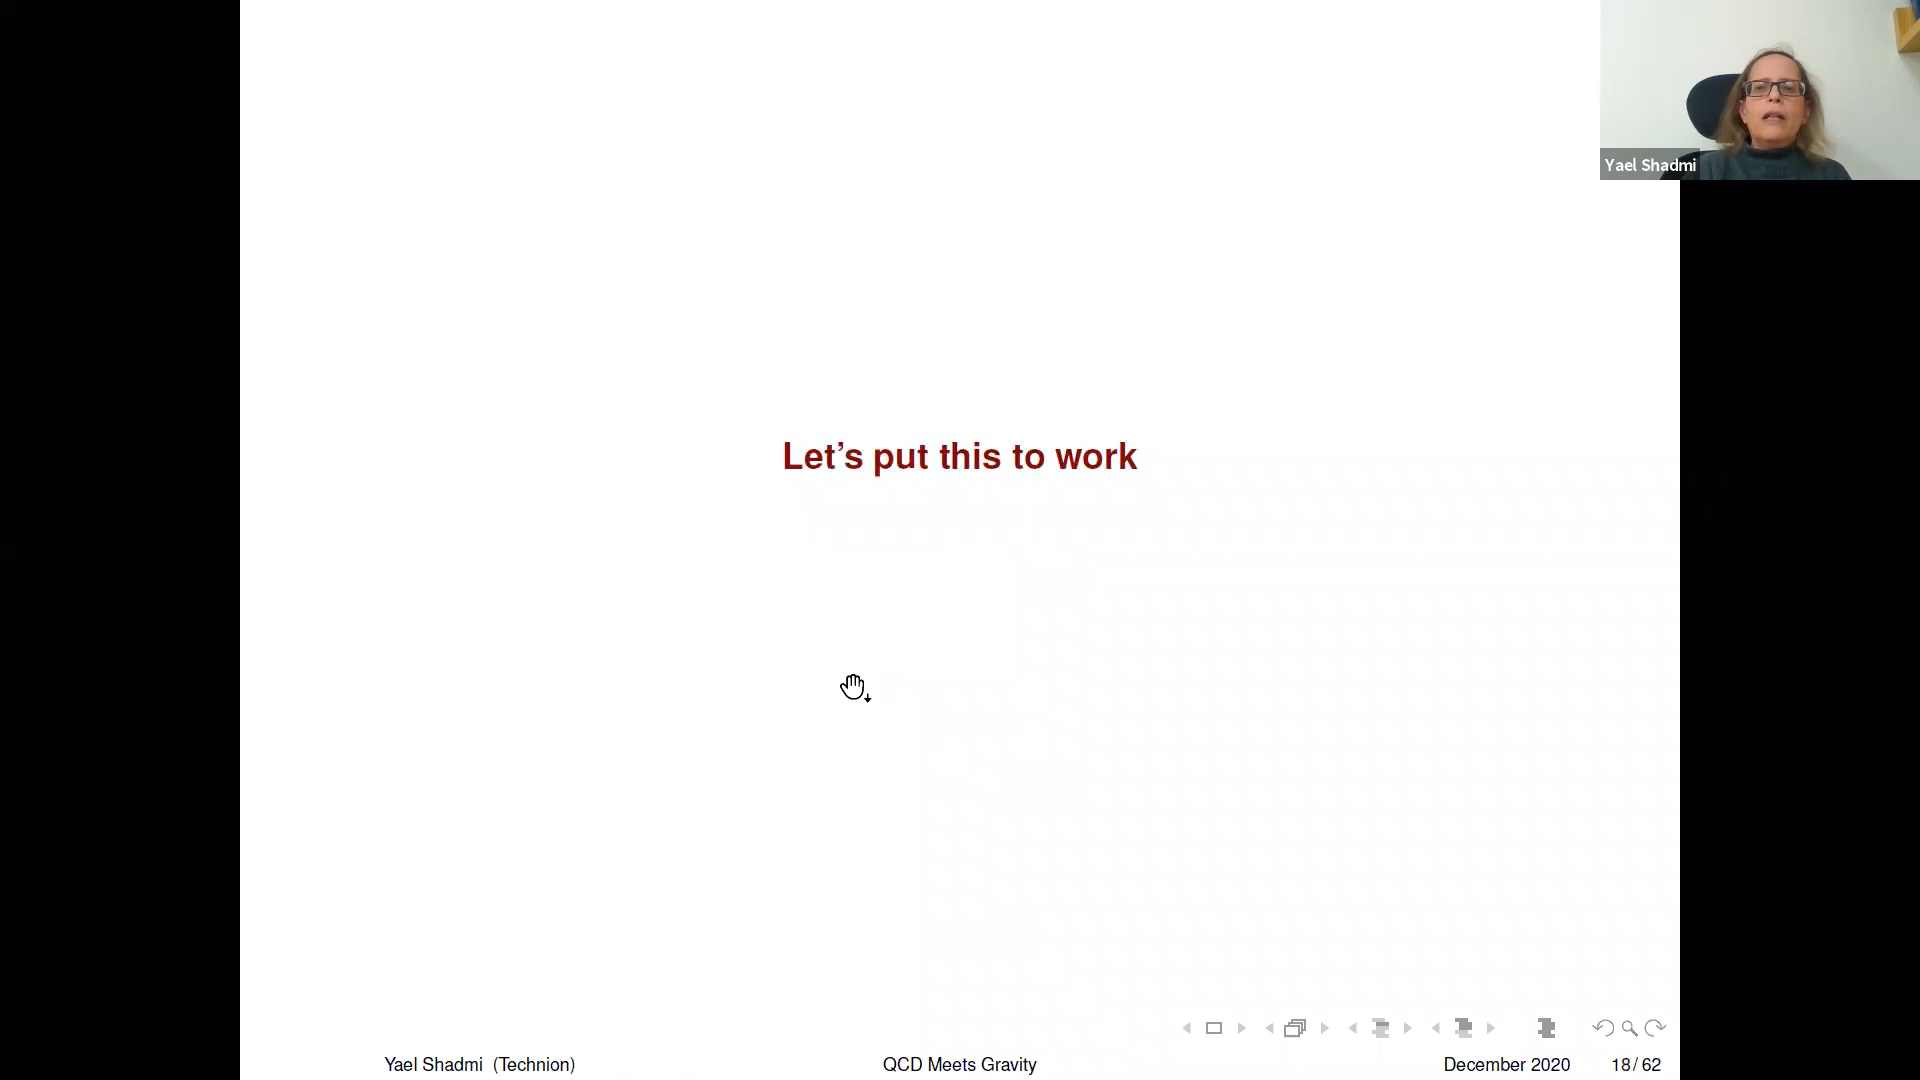 Yael Shadmi
Let's put this to work
Yael Shadmi (Technion)
QCD Meets Gravity
December 2020
18/62